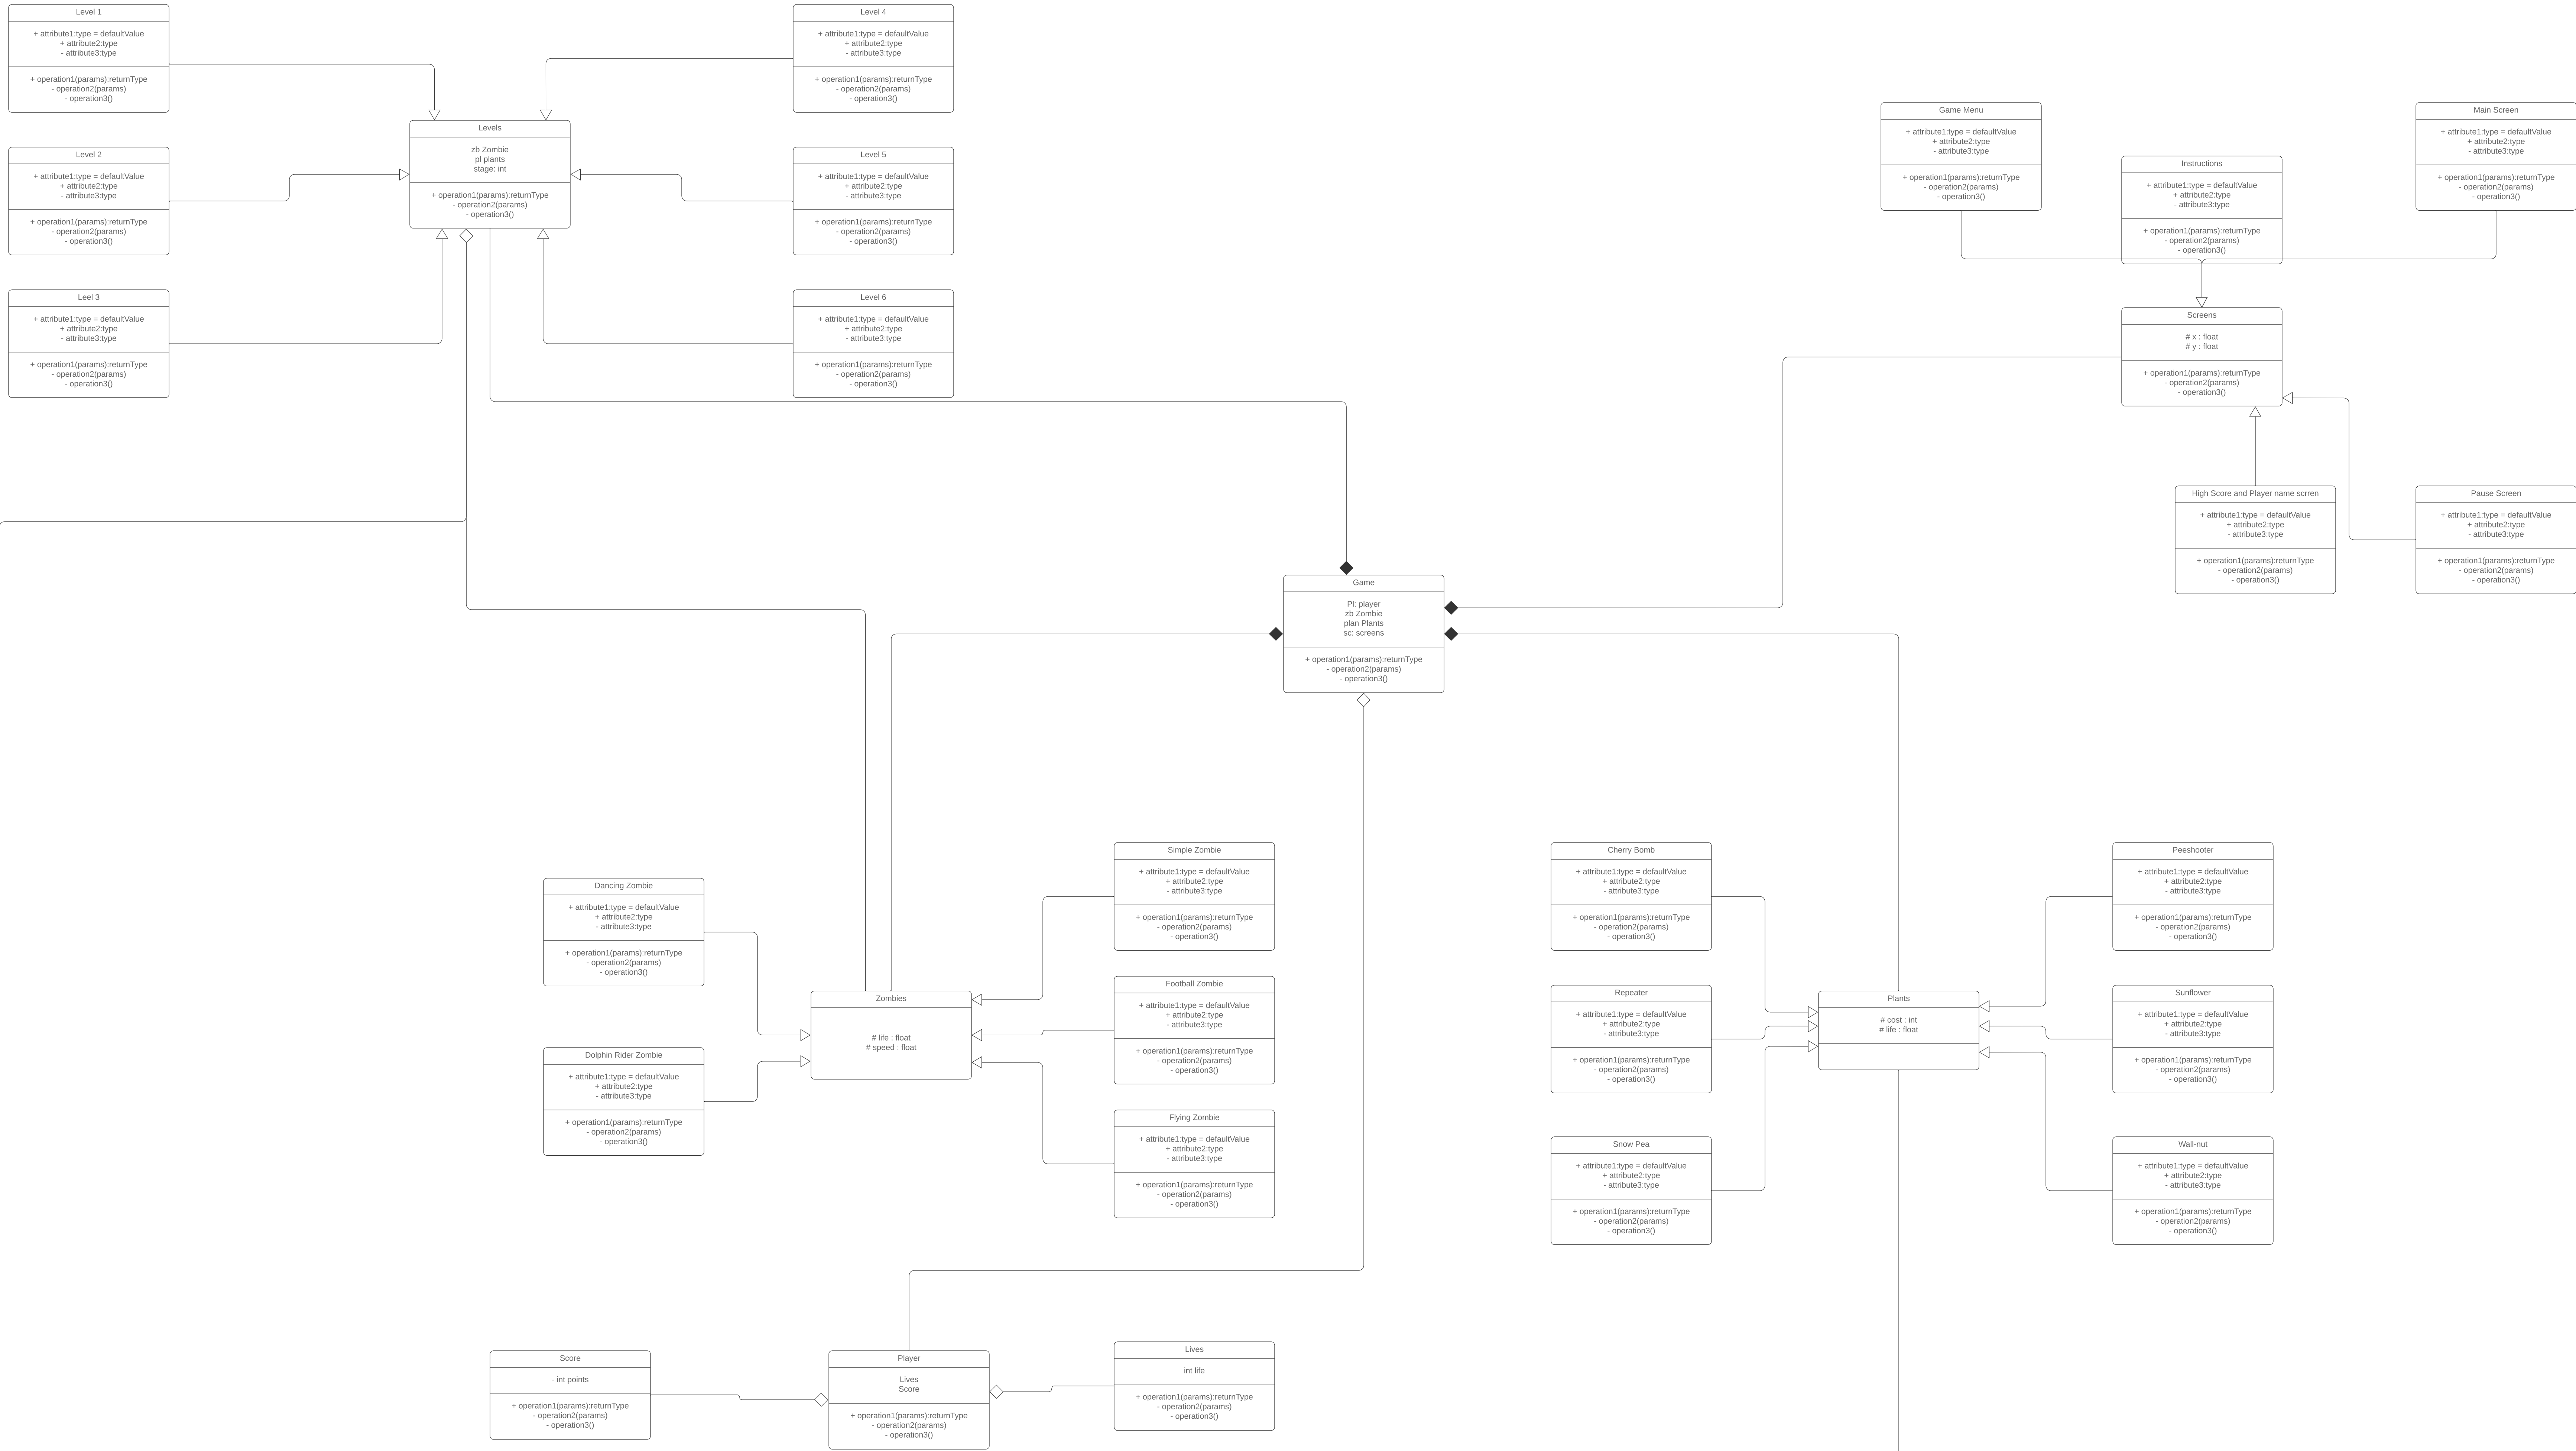 Level 1
+ attribute1:type = defaultValue
+ attribute2:type
- attribute3:type
+ operation1(params):returnType
- operation2(params)
- operation3()
Level 4
+ attribute1:type = defaultValue
+ attribute2:type
- attribute3:type
+ operation1(params):returnType
- operation2(params)
- operation3()
Levels
zb Zombie
pl plants
stage: int
+ operation1(params):returnType
- operation2(params)
- operation3()
Level 2
+ attribute1:type = defaultValue
+ attribute2:type
- attribute3:type
+ operation1(params):returnType
- operation2(params)
- operation3()
Level 5
+ attribute1:type = defaultValue
+ attribute2:type
- attribute3:type
+ operation1(params):returnType
- operation2(params)
- operation3()
Leel 3
+ attribute1:type = defaultValue
+ attribute2:type
- attribute3:type
+ operation1(params):returnType
- operation2(params)
- operation3()
Level 6
+ attribute1:type = defaultValue
+ attribute2:type
- attribute3:type
+ operation1(params):returnType
- operation2(params)
- operation3()
Game Menu
+ attribute1:type = defaultValue
+ attribute2:type
- attribute3:type
+ operation1(params):returnType
- operation2(params)
- operation3()
Instructions
+ attribute1:type = defaultValue
+ attribute2:type
- attribute3:type
+ operation1(params):returnType
- operation2(params)
- operation3()
Main Screen
+ attribute1:type = defaultValue
+ attribute2:type
- attribute3:type
+ operation1(params):returnType
- operation2(params)
- operation3()
Screens
# x : float
# y : float
+ operation1(params):returnType
- operation2(params)
- operation3()
High Score and Player name scrren
+ attribute1:type = defaultValue
+ attribute2:type
- attribute3:type
+ operation1(params):returnType
- operation2(params)
- operation3()
Pause Screen
+ attribute1:type = defaultValue
+ attribute2:type
- attribute3:type
+ operation1(params):returnType
- operation2(params)
- operation3()
Game
Pl: player
zb Zombie
plan Plants
sc: screens
+ operation1(params):returnType
- operation2(params)
- operation3()
Dancing Zombie
+ attribute1:type = defaultValue
+ attribute2:type
- attribute3:type
+ operation1(params):returnType
- operation2(params)
- operation3()
Dolphin Rider Zombie
+ attribute1:type = defaultValue
+ attribute2:type
- attribute3:type
+ operation1(params):returnType
- operation2(params)
- operation3()
Zombies
# life : float
# speed : float
Simple Zombie
+ attribute1:type = defaultValue
+ attribute2:type
- attribute3:type
+ operation1(params):returnType
- operation2(params)
- operation3()
Football Zombie
+ attribute1:type = defaultValue
+ attribute2:type
- attribute3:type
+ operation1(params):returnType
- operation2(params)
- operation3()
Flying Zombie
+ attribute1:type = defaultValue
+ attribute2:type
- attribute3:type
+ operation1(params):returnType
- operation2(params)
- operation3()
Cherry Bomb
+ attribute1:type = defaultValue
+ attribute2:type
- attribute3:type
+ operation1(params):returnType
- operation2(params)
- operation3()
Repeater
+ attribute1:type = defaultValue
+ attribute2:type
- attribute3:type
+ operation1(params):returnType
- operation2(params)
- operation3()
Snow Pea
+ attribute1:type = defaultValue
+ attribute2:type
- attribute3:type
+ operation1(params):returnType
- operation2(params)
- operation3()
Plants
# cost : int
# life : float
Peeshooter
+ attribute1:type = defaultValue
+ attribute2:type
- attribute3:type
+ operation1(params):returnType
- operation2(params)
- operation3()
Sunflower
+ attribute1:type = defaultValue
+ attribute2:type
- attribute3:type
+ operation1(params):returnType
- operation2(params)
- operation3()
Wall-nut
+ attribute1:type = defaultValue
+ attribute2:type
- attribute3:type
+ operation1(params):returnType
- operation2(params)
- operation3()
Score
- int points
+ operation1(params):returnType
- operation2(params)
- operation3()
Player
Lives
Score
+ operation1(params):returnType
- operation2(params)
- operation3()
Lives
int life
+ operation1(params):returnType
- operation2(params)
- operation3()